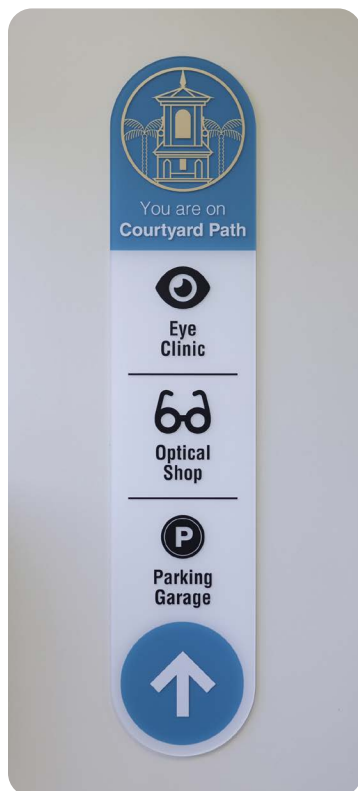 You are on
Courtyard Path
Eye
Clinic
Optical
Shop
P
Parking
Garage